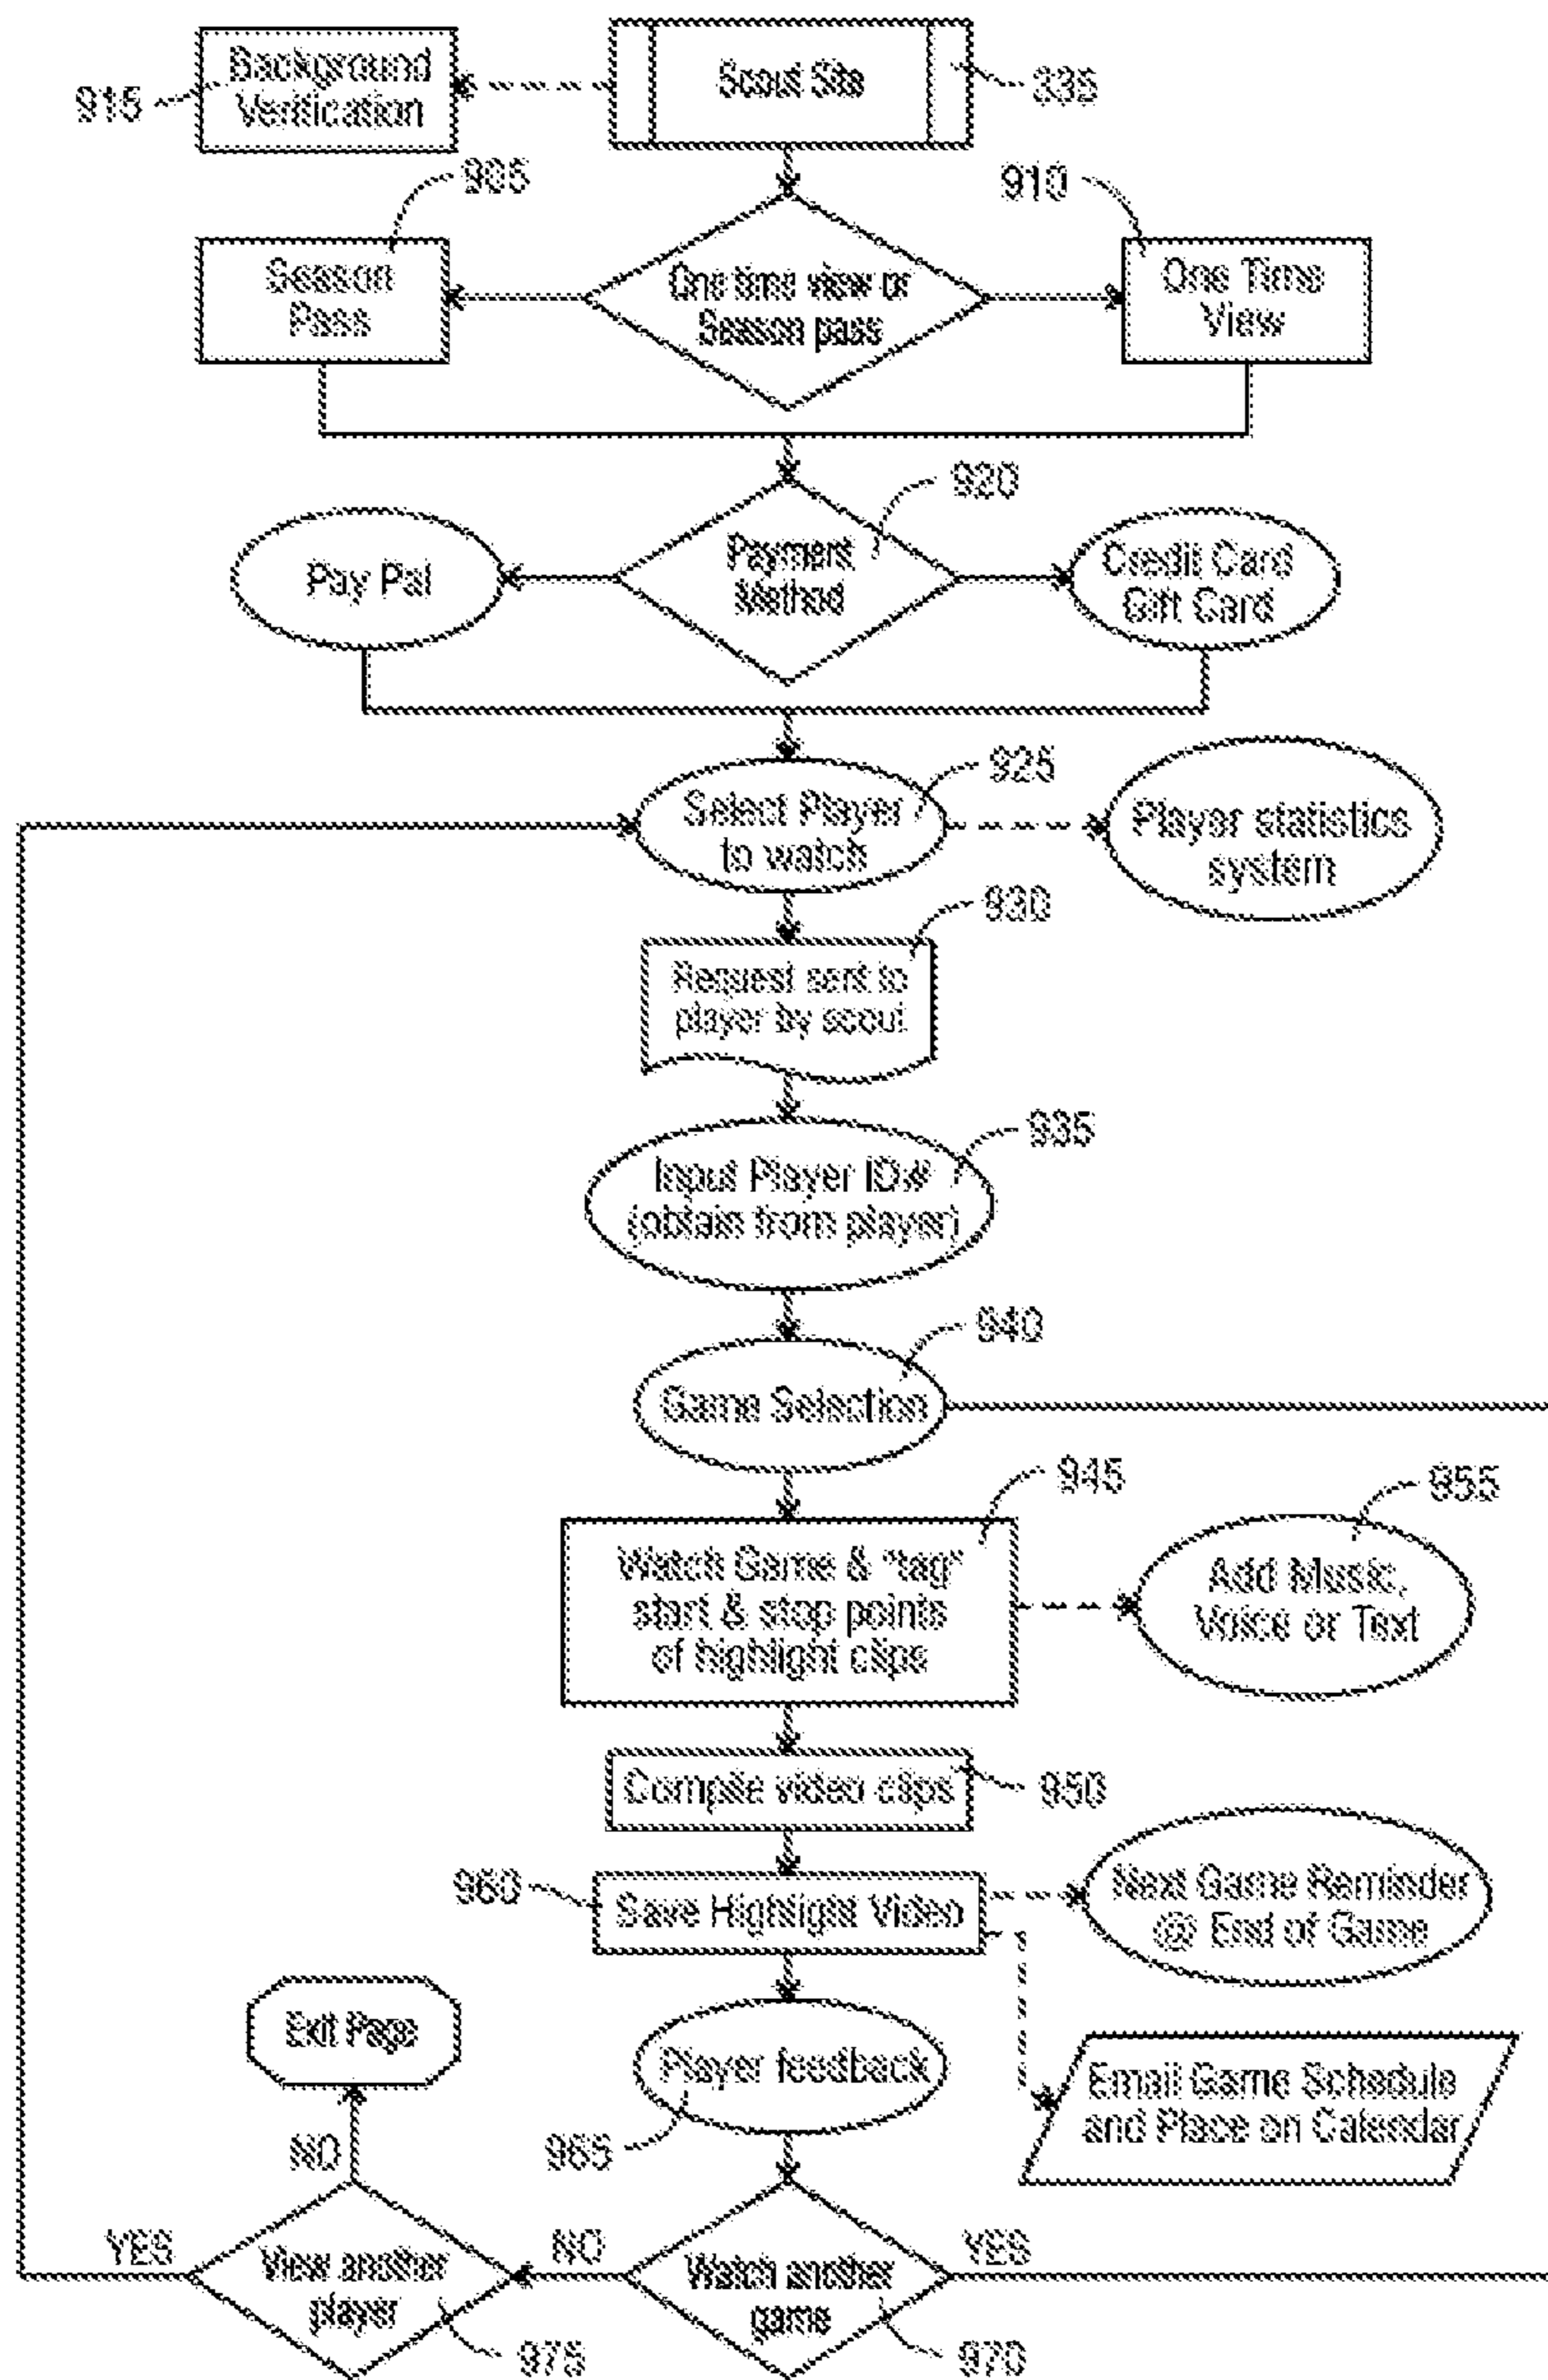 Background
Verification
915
Scout Site
335
905
910
Season
Pass
One time view or
Season pass
One Time
View
920
Pay Pal
Payment
Method
Credit Card
Gift Card
925
Select Player
to watch
Player statistics
system
930
Request sent to
player by scout
935
Input Player ID#
(obtain from player)
940
Game Selection
945
955
Watch Game & "tag"
start & stop points
of highlight clips
Add Music,
Voice or Text
Compile video clips
950
960
Save Highlight Video
Next Game Reminder
@ End of Game
Exit Page
Player feedback
Email Game Schedule
and Place on Calendar
965
NO
YES
View another
player
975
NO
Watch another
game
970
YES